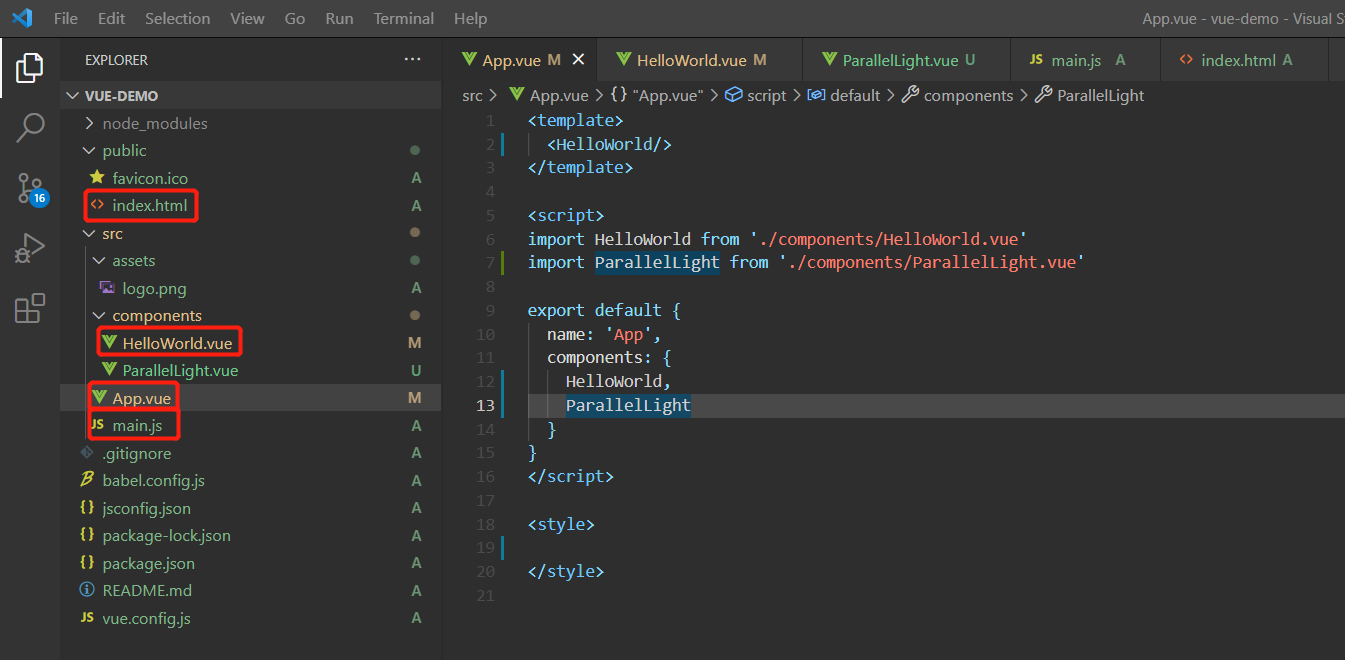 File Edit Selection View Go Run Terminal Help App.vue - vue-demo - Visual S
EXPLORER ...
VUE-DEMO
node_modules
public
favicon.ico A
index.html A
src
assets
logo.png A
components
HelloWorld.vue M
ParallelLight.vue U
App.vue M
JS main.js A
.gitignore A
babel.config.js A
{} jsconfig.json A
{} package-lock.json A
{} package.json A
README.md A
JS vue.config.js A
16
App.vue M HelloWorld.vue M ParallelLight.vue U JS main.js A <> index.html A
src > App.vue > {} "App.vue" > script > default > components > ParallelLight
1 <template>
2 <HelloWorld/>
3 </template>
4
5 <script>
6 import HelloWorld from './components/HelloWorld.vue'
7 import ParallelLight from './components/ParallelLight.vue'
8
9 export default {
10 name: 'App',
11 components: {
12 HelloWorld,
13 ParallelLight
14 }
15 }
16 </script>
17
18 <style>
19
20 </style>
21